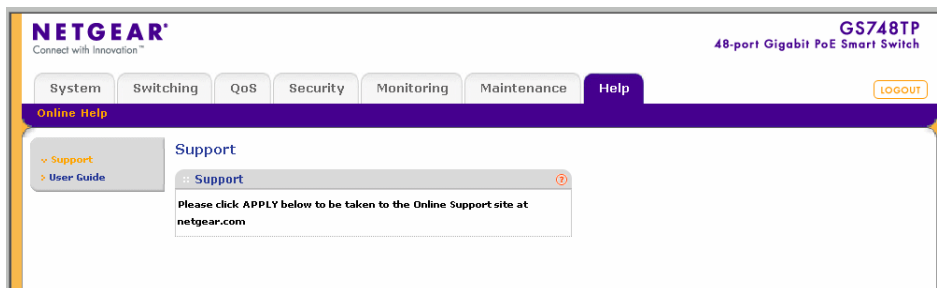 NETGEAR®
Connect with Innovation™
GS748TP
48-port Gigabit PoE Smart Switch
System Switching QoS Security Monitoring Maintenance Help LOGOUT
Online Help
Support
User Guide
Support
Support ?
Please click APPLY below to be taken to the Online Support site at
netgear.com